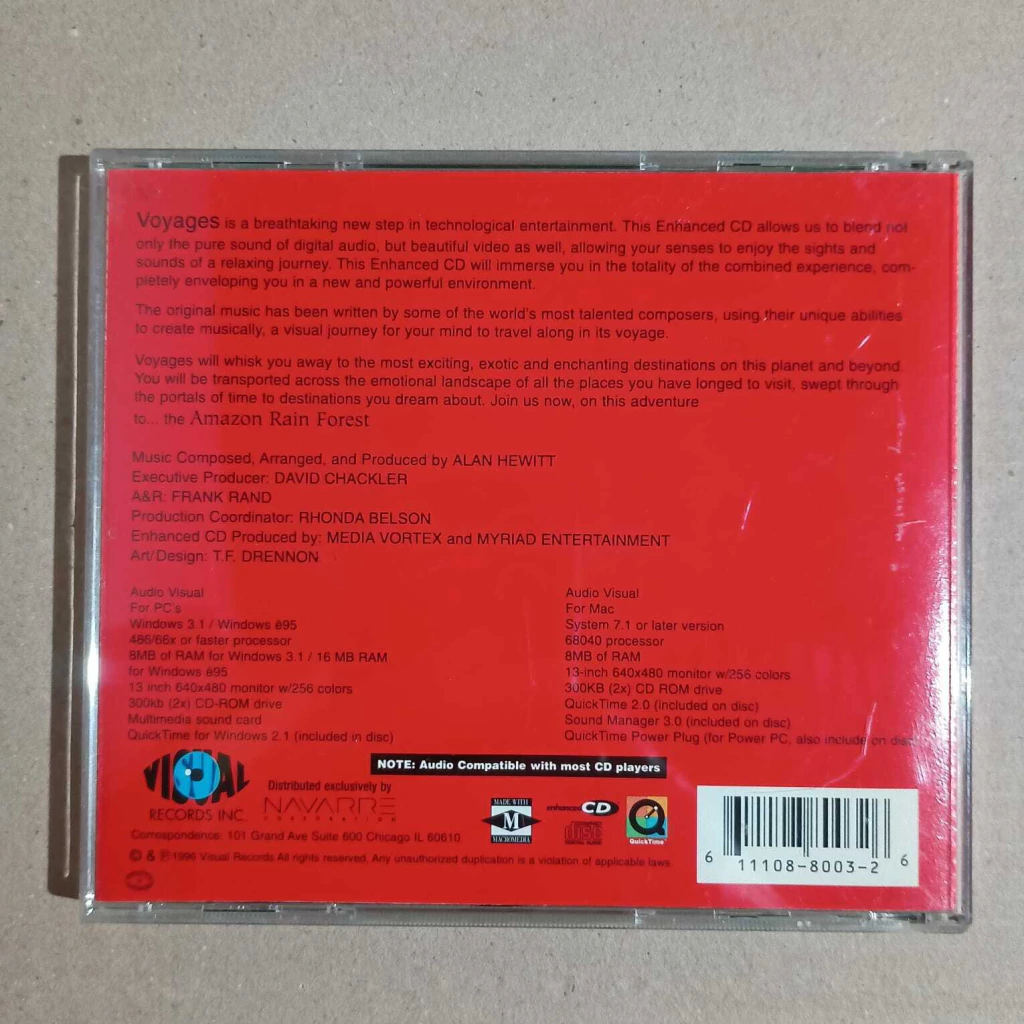 Voyages is a breathtaking new step in technological entertainment. This Enhanced CD allows us to blend not
only the pure sound of digital audio, but beautiful video as well, allowing your senses to enjoy the sights and
sounds of a relaxing journey. This Enhanced CD will immerse you in the totality of the combined experience, com-
pletely enveloping you in a new and powerful environment.
The original music has been written by some of the world's most talented composers, using their unique abilities
to create musically, a visual journey for your mind to travel along in its voyage.
Voyages will whisk you away to the most exciting, exotic and enchanting destinations on this planet and beyond.
You will be transported across the emotional landscape of all the places you have longed to visit, swept through
the portals of time to destinations you dream about. Join us now, on this adventure
to... the Amazon Rain Forest
Music Composed, Arranged, and Produced by ALAN HEWITT
Executive Producer: DAVID CHACKLER
A&R: FRANK RAND
Production Coordinator: RHONDA BELSON
Enhanced CD Produced by: MEDIA VORTEX and MYRIAD ENTERTAINMENT
Art/Design: T.F. DRENNON
Audio Visual
For PC's
Windows 3.1 / Windows ë95
486/66x or faster processor
8MB of RAM for Windows 3.1 / 16 MB RAM
for Windows ë95
13 inch 640x480 monitor w/256 colors
300kb (2x) CD-ROM drive
Multimedia sound card
QuickTime for Windows 2.1 (included in disc)
Audio Visual
For Mac
System 7.1 or later version
68040 processor
8MB of RAM
13-inch 640x480 monitor w/256 colors
300KB (2x) CD ROM drive
QuickTime 2.0 (included on disc)
Sound Manager 3.0 (included on disc)
QuickTime Power Plug (for Power PC, also include on disc
NOTE: Audio Compatible with most CD players
VISUAL
RECORDS INC.
Distributed exclusively by
NAVARRE
CORPORATION
MADE WITH
M
MACROMEDIA
enhanced CD
disc
DIGITAL AUDIO
QuickTime
Correspondence: 101 Grand Ave Suite 600 Chicago IL 60610
© & ℗1996 Visual Records All rights reserved, Any unauthorized duplication is a violation of applicable laws.
6 11108-8003-2 6